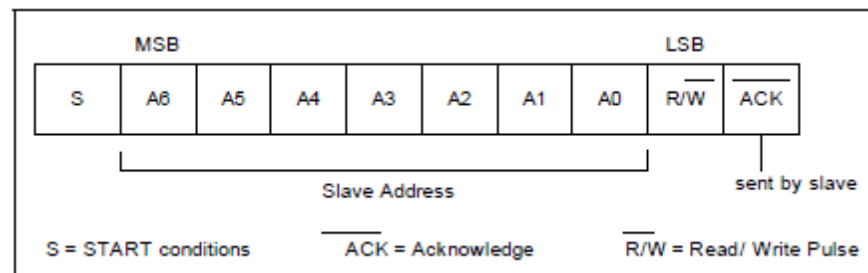 MSB LSB
S A6 A5 A4 A3 A2 A1 A0 R/W ACK
Slave Address sent by slave
S = START conditions ACK = Acknowledge R/W = Read/ Write Pulse